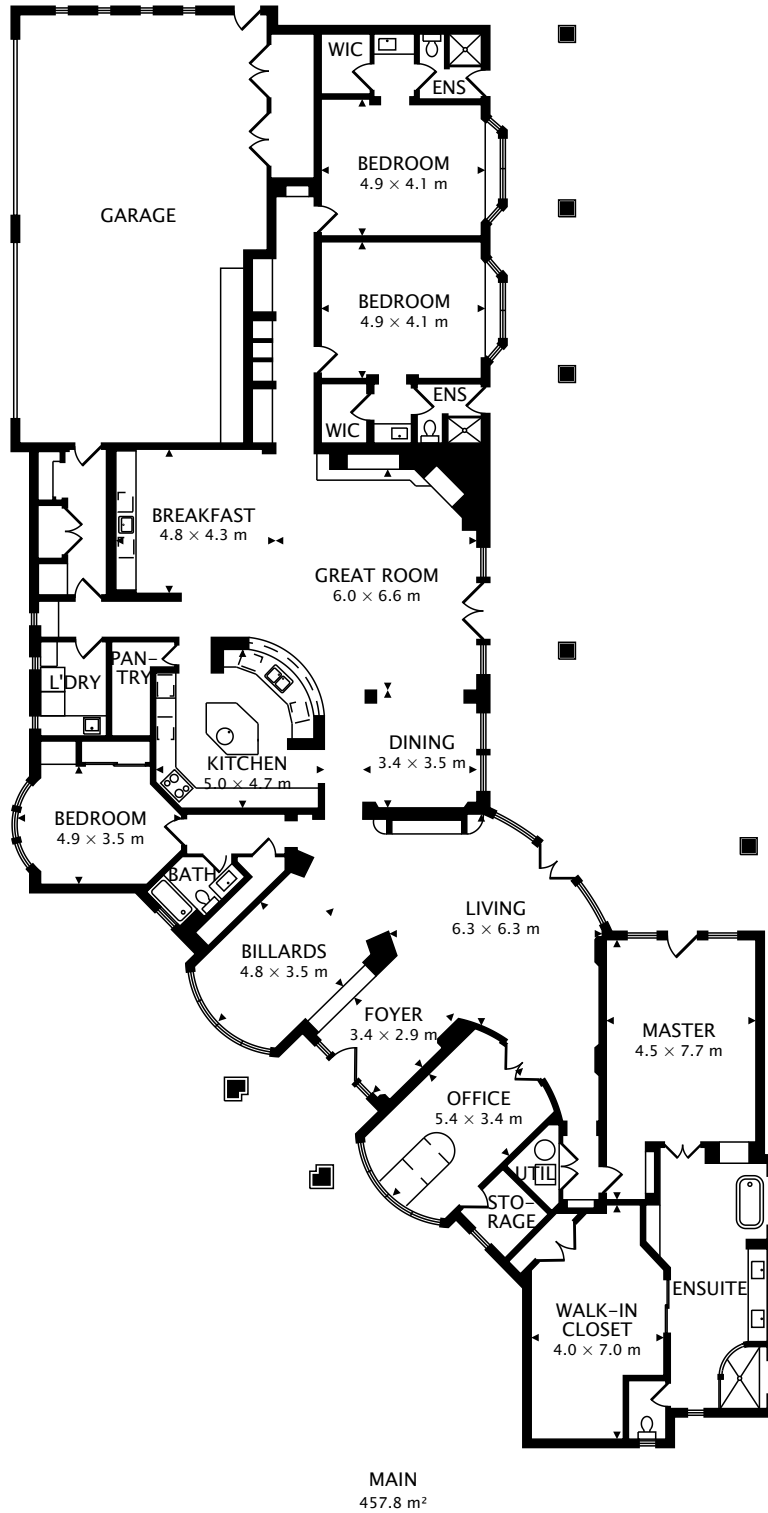 WIC
ENS
BEDROOM
4.9 × 4.1 m
GARAGE
BEDROOM
4.9 × 4.1 m
ENS
WIC
BREAKFAST
4.8 × 4.3 m
GREAT ROOM
6.0 × 6.6 m
PAN-
TRY
L'DRY
DINING
3.4 × 3.5 m
KITCHEN
5.0 × 4.7 m
BEDROOM
4.9 × 3.5 m
BATH
LIVING
6.3 × 6.3 m
BILLARDS
4.8 × 3.5 m
FOYER
3.4 × 2.9 m
MASTER
4.5 × 7.7 m
OFFICE
5.4 × 3.4 m
UTIL
STO-
RAGE
ENSUITE
WALK-IN
CLOSET
4.0 × 7.0 m
MAIN
457.8 m²